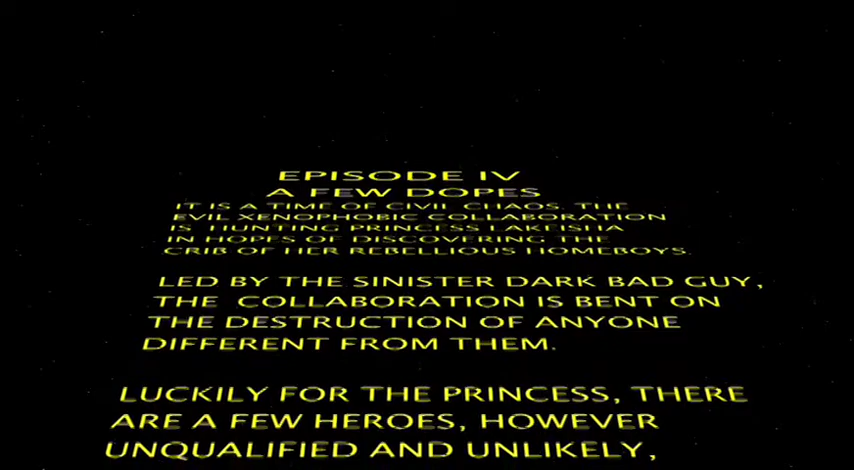 EPISODE IV
A FEW DOPES
IT IS A TIME OF CIVIL CHAOS. THE
EVIL XENOPHOBIC COLLABORATION
IS HUNTING PRINCESS LAKEISHA
IN HOPES OF DISCOVERING THE
CRIB OF HER REBELLIOUS HOMEBOYS.
LED BY THE SINISTER DARK BAD GUY,
THE COLLABORATION IS BENT ON
THE DESTRUCTION OF ANYONE
DIFFERENT FROM THEM.
LUCKILY FOR THE PRINCESS, THERE
ARE A FEW HEROES, HOWEVER
UNQUALIFIED AND UNLIKELY,